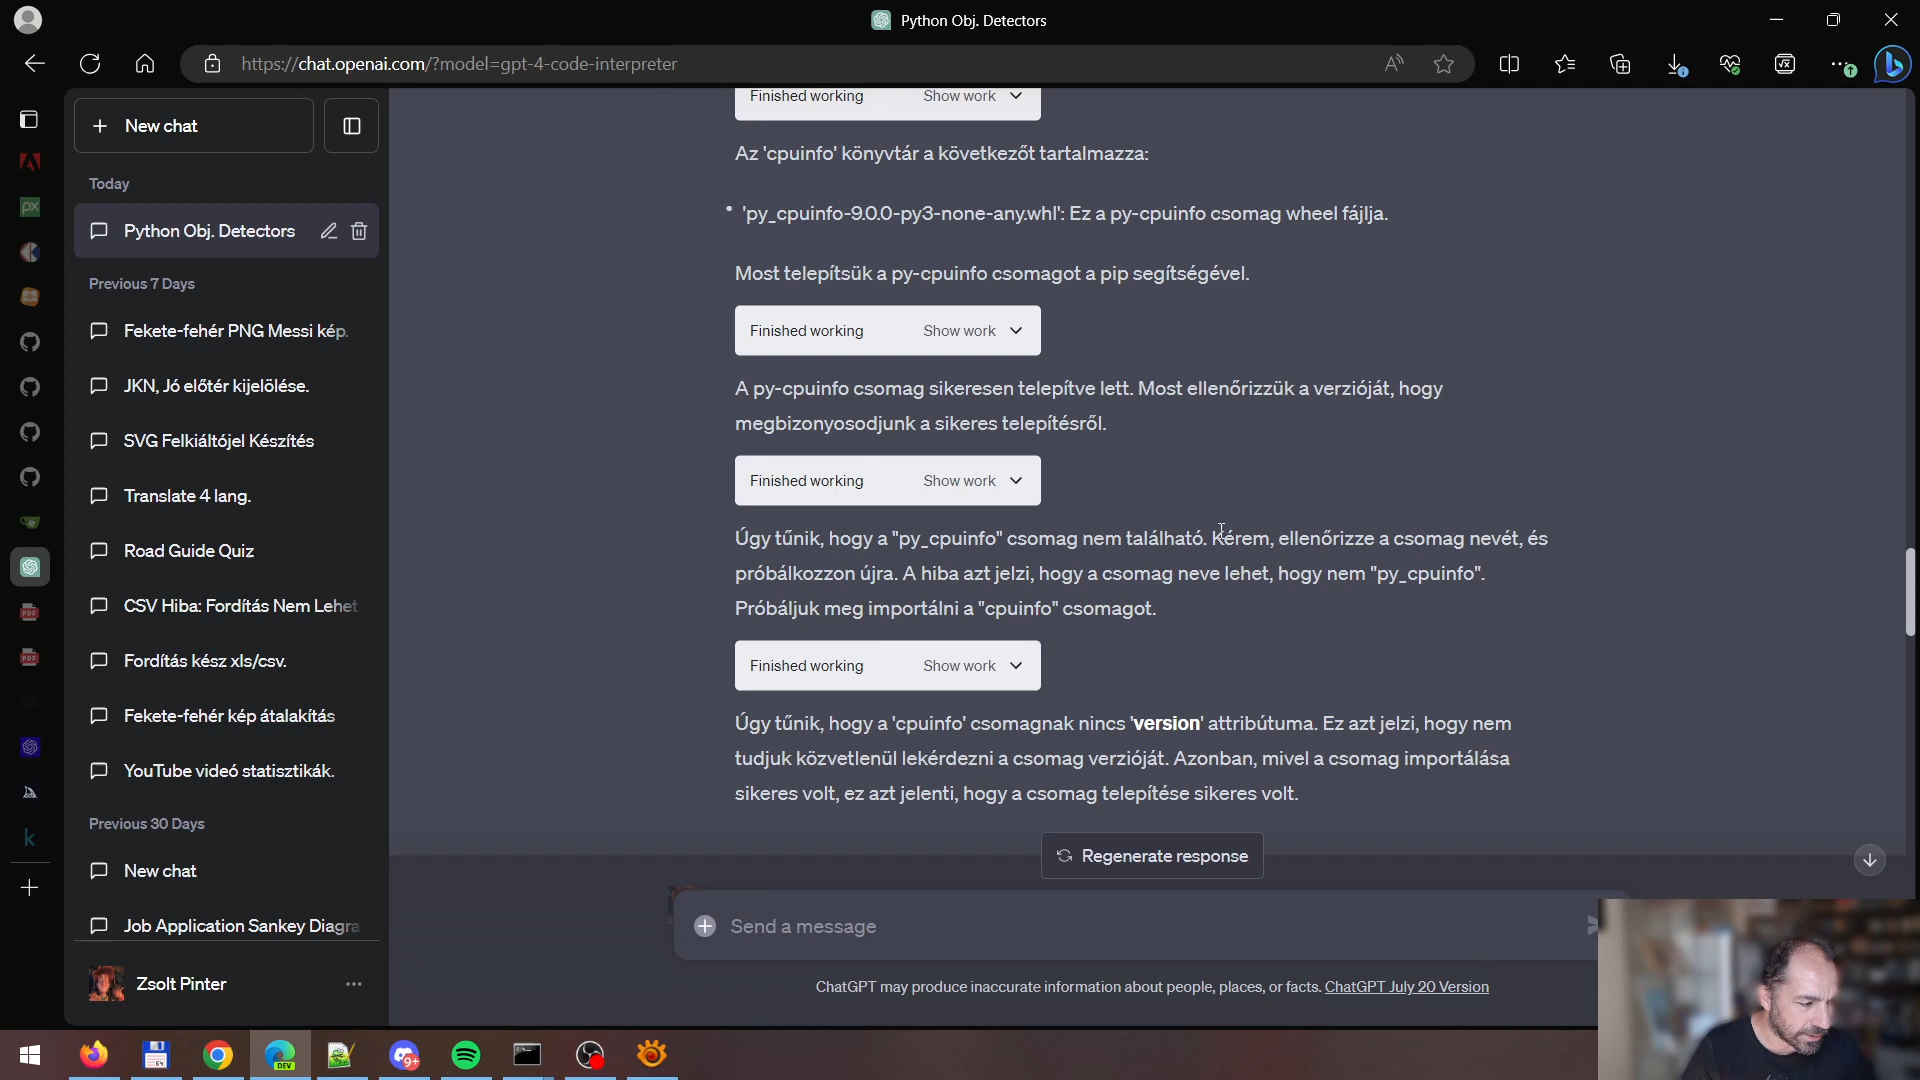 Python Obj. Detectors
https://chat.openai.com/?model=gpt-4-code-interpreter
New chat
Today
Python Obj. Detectors
Previous 7 Days
Fekete-fehér PNG Messi kép.
JKN, Jó előtér kijelölése.
SVG Felkiáltójel Készítés
Translate 4 lang.
Road Guide Quiz
CSV Hiba: Fordítás Nem Lehet
Fordítás kész xls/csv.
Fekete-fehér kép átalakítás
YouTube videó statisztikák.
Previous 30 Days
New chat
Job Application Sankey Diagra
Zsolt Pinter
Finished working Show work
Az 'cpuinfo' könyvtár a következőt tartalmazza:
• 'py_cpuinfo-9.0.0-py3-none-any.whl': Ez a py-cpuinfo csomag wheel fájlja.
Most telepítsük a py-cpuinfo csomagot a pip segítségével.
Finished working Show work
A py-cpuinfo csomag sikeresen telepítve lett. Most ellenőrizzük a verzióját, hogy
megbizonyosodjunk a sikeres telepítésről.
Finished working Show work
Úgy tűnik, hogy a "py_cpuinfo" csomag nem található. Kérem, ellenőrizze a csomag nevét, és
próbálkozzon újra. A hiba azt jelzi, hogy a csomag neve lehet, hogy nem "py_cpuinfo".
Próbáljuk meg importálni a "cpuinfo" csomagot.
Finished working Show work
Úgy tűnik, hogy a 'cpuinfo' csomagnak nincs 'version' attribútuma. Ez azt jelzi, hogy nem
tudjuk közvetlenül lekérdezni a csomag verzióját. Azonban, mivel a csomag importálása
sikeres volt, ez azt jelenti, hogy a csomag telepítése sikeres volt.
Regenerate response
Send a message
ChatGPT may produce inaccurate information about people, places, or facts. ChatGPT July 20 Version
PDF
PDF
k
px
DEV
64
9+